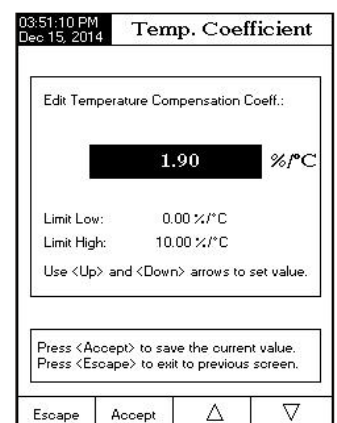 03:51:10 PM
Dec 15, 2014
Temp. Coefficient
Edit Temperature Compensation Coeff.:
1.90 %/°C
Limit Low: 0.00 %/°C
Limit High: 10.00 %/°C
Use <Up> and <Down> arrows to set value.
Press <Accept> to save the current value.
Press <Escape> to exit to previous screen.
Escape Accept △ ▽